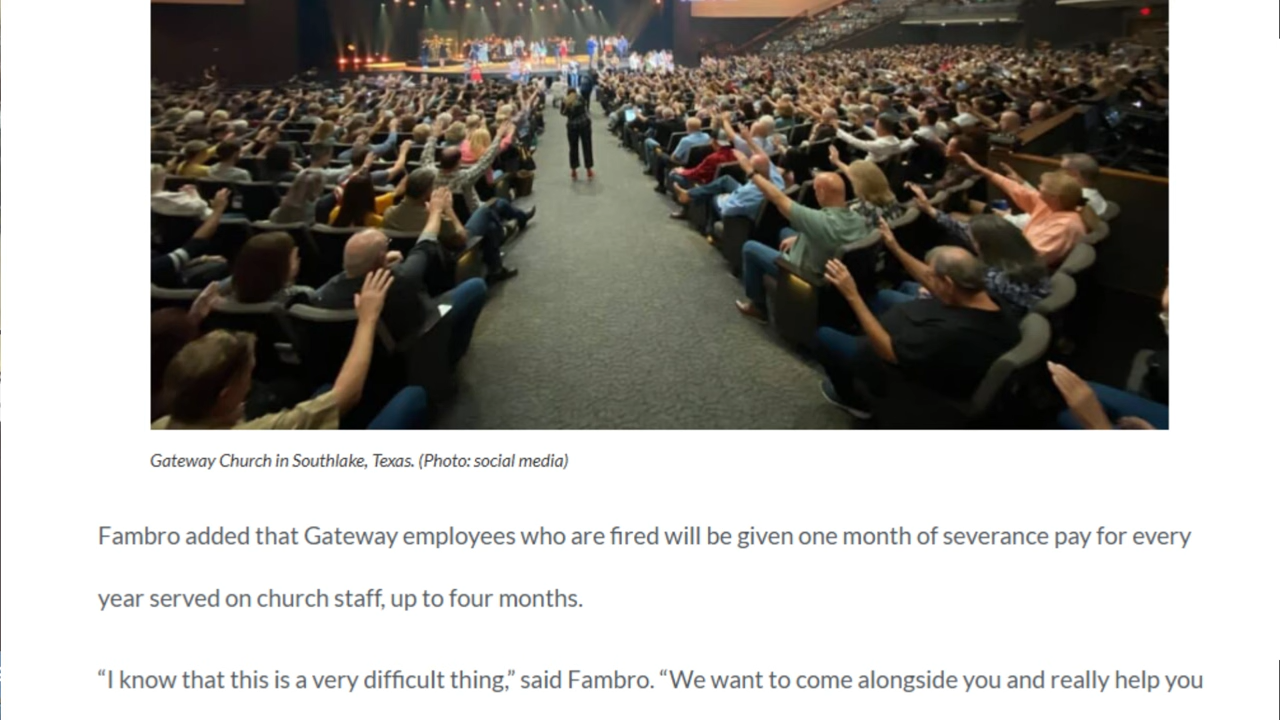 Gateway Church in Southlake, Texas. (Photo: social media)
Fambro added that Gateway employees who are fired will be given one month of severance pay for every
year served on church staff, up to four months.
“I know that this is a very difficult thing,” said Fambro. “We want to come alongside you and really help you